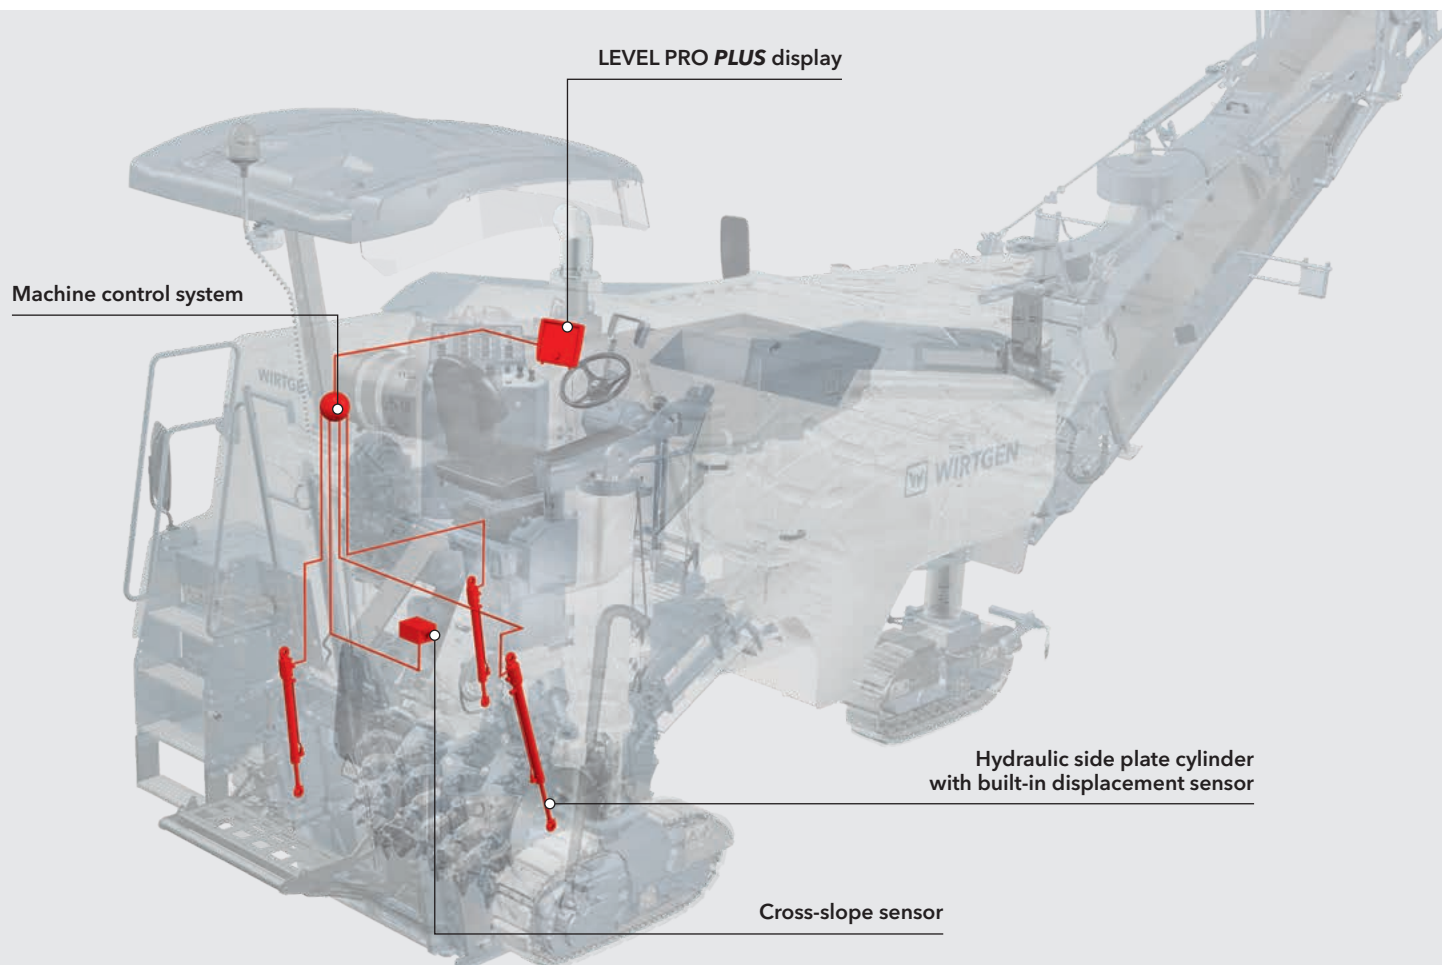 LEVEL PRO PLUS display
Machine control system
WIRTGEN
WIRTGEN
Hydraulic side plate cylinder
with built-in displacement sensor
Cross-slope sensor